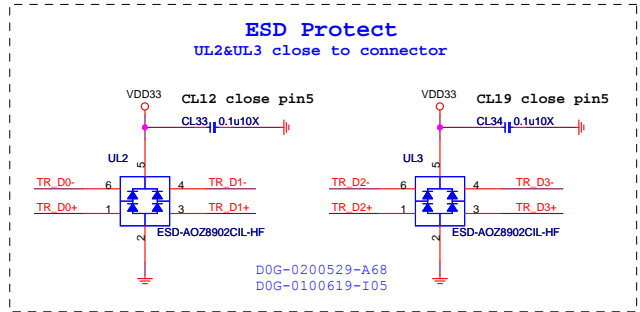 ESD Protect
UL2&UL3 close to connector
VDD33
CL12 close pin5
CL33 0.1u10X
UL2
5
TR_D0- 6 4 TR_D1-
TR_D0+ 1 3 TR_D1+
2
ESD-AOZ8902CIL-HF
VDD33
CL19 close pin5
CL34 0.1u10X
UL3
5
TR_D2- 6 4 TR_D3-
TR_D2+ 1 3 TR_D3+
2
ESD-AOZ8902CIL-HF
D0G-0200529-A68
D0G-0100619-I05